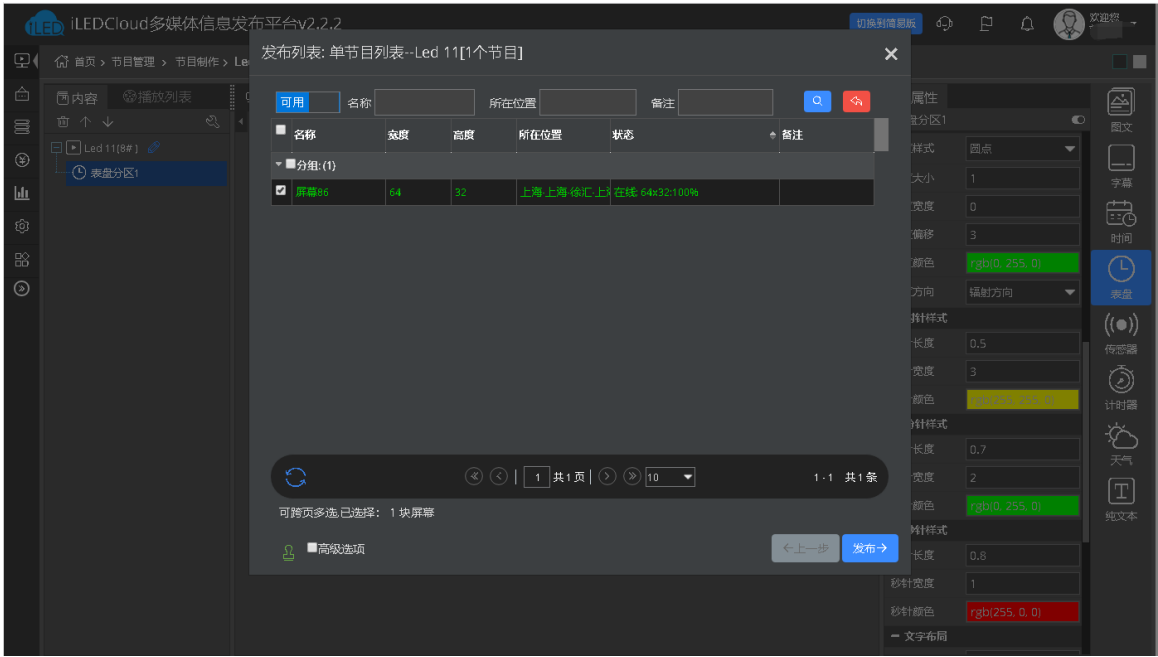 iLED iLEDCloud多媒体信息发布平台v2.2.2
切换到简易版
欢迎您
首页 > 节目管理 > 节目制作 > Le
发布列表: 单节目列表--Led 11[1个节目]
内容 播放列表
Led 11(8#)
表盘分区1
可用 名称 所在位置 备注
名称 宽度 高度 所在位置 状态 备注
分组:(1)
屏幕86 64 32 上海-上海-徐汇-上 在线: 64x32:100%
1 共1页 10 1 - 1 共1条
可跨页多选,已选择: 1 块屏幕
高级选项
上一步 发布
属性
盘分区1
样式 圆点
大小 1
宽度 0
偏移 3
颜色 rgb(0, 255, 0)
方向 辐射方向
时针样式
长度 0.5
宽度 3
颜色 rgb(255, 255, 0)
分针样式
长度 0.7
宽度 2
颜色 rgb(0, 255, 0)
秒针样式
长度 0.8
秒针宽度 1
秒针颜色 rgb(255, 0, 0)
文字布局
图文
字幕
时间
表盘
传感器
计时器
天气
纯文本